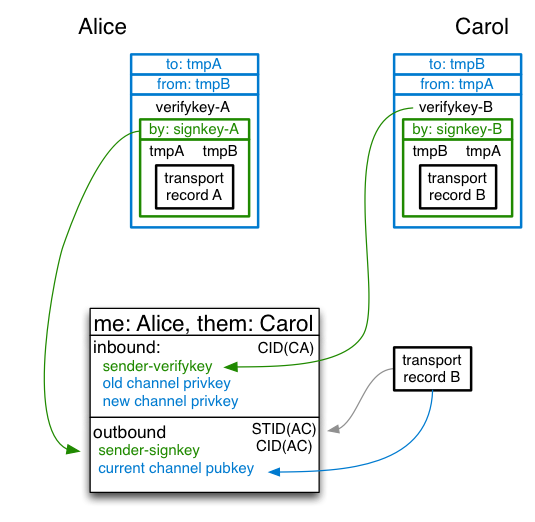 Alice
Carol
to: tmpA
from: tmpB
verifykey-A
by: signkey-A
tmpA tmpB
transport
record A
to: tmpB
from: tmpA
verifykey-B
by: signkey-B
tmpB tmpA
transport
record B
me: Alice, them: Carol
inbound: CID(CA)
sender-verifykey
old channel privkey
new channel privkey
outbound STID(AC)
CID(AC)
sender-signkey
current channel pubkey
transport
record B